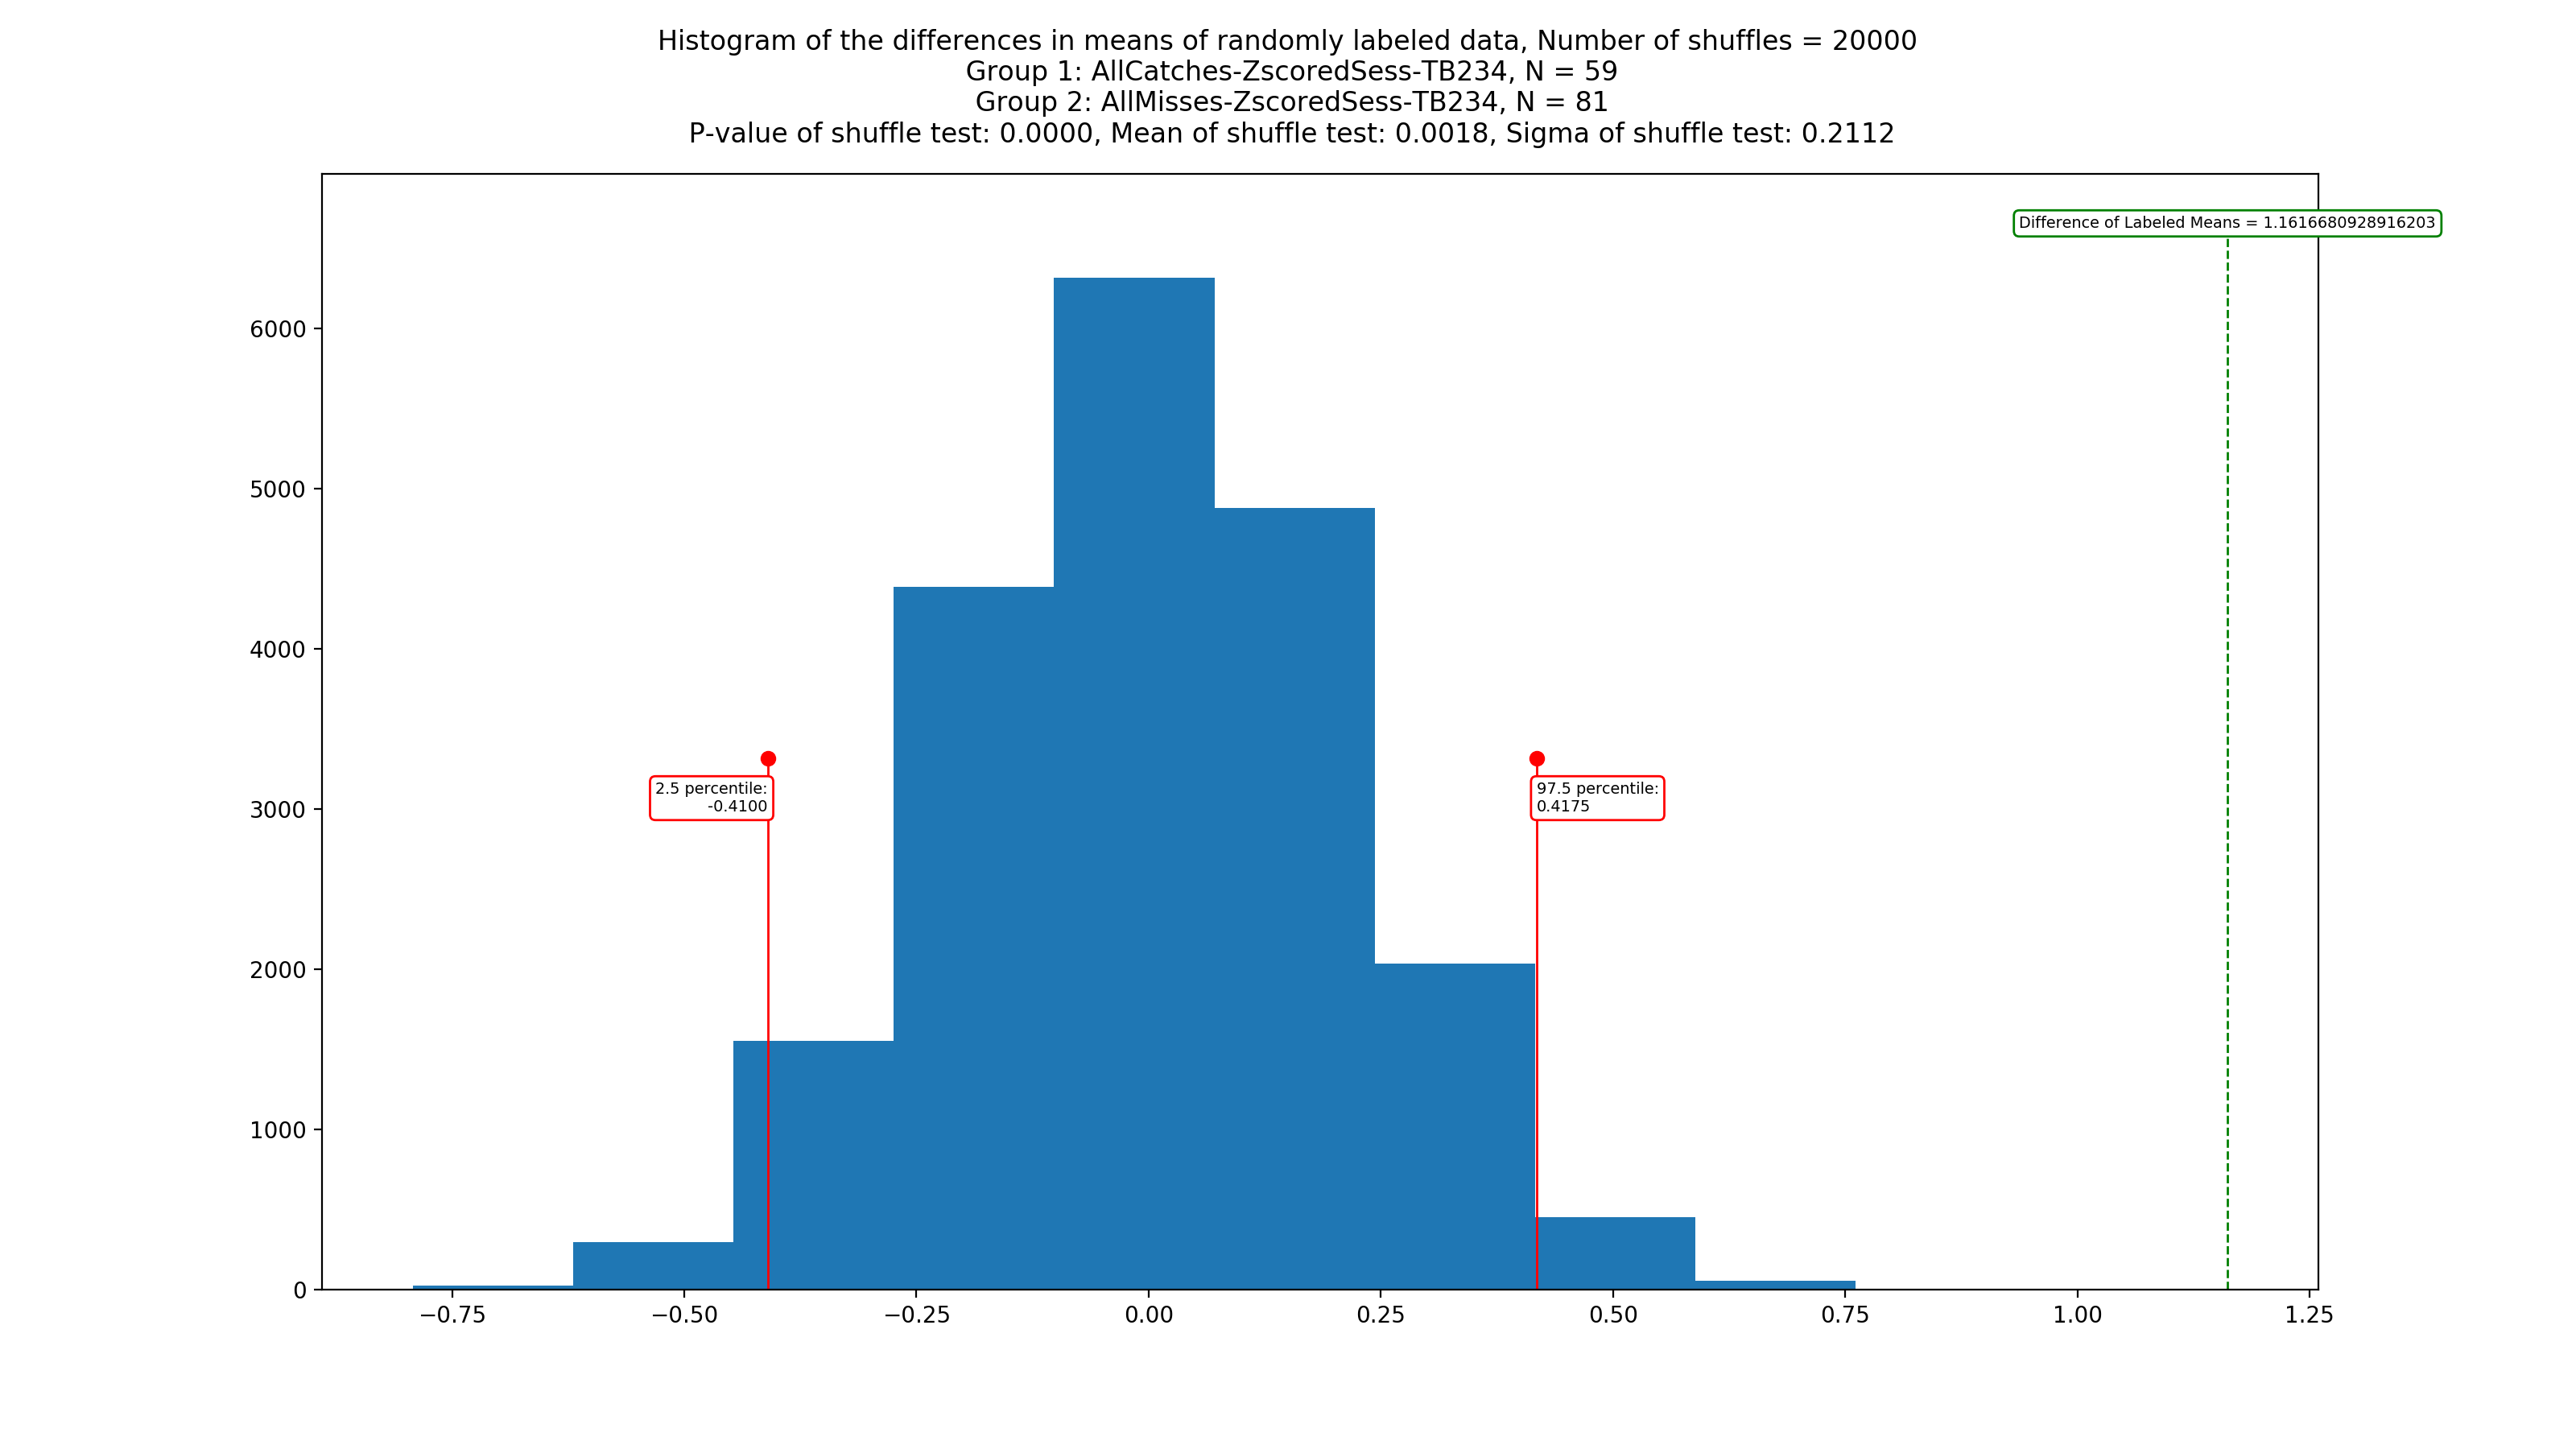 Histogram of the differences in means of randomly labeled data, Number of shuffles = 20000
Group 1: AllCatches-ZscoredSess-TB234, N = 59
Group 2: AllMisses-ZscoredSess-TB234, N = 81
P-value of shuffle test: 0.0000, Mean of shuffle test: 0.0018, Sigma of shuffle test: 0.2112
Difference of Labeled Means = 1.1616680928916203
6000
5000
4000
3000
2000
1000
0
2.5 percentile:
-0.4100
97.5 percentile:
0.4175
−0.75
−0.50
−0.25
0.00
0.25
0.50
0.75
1.00
1.25